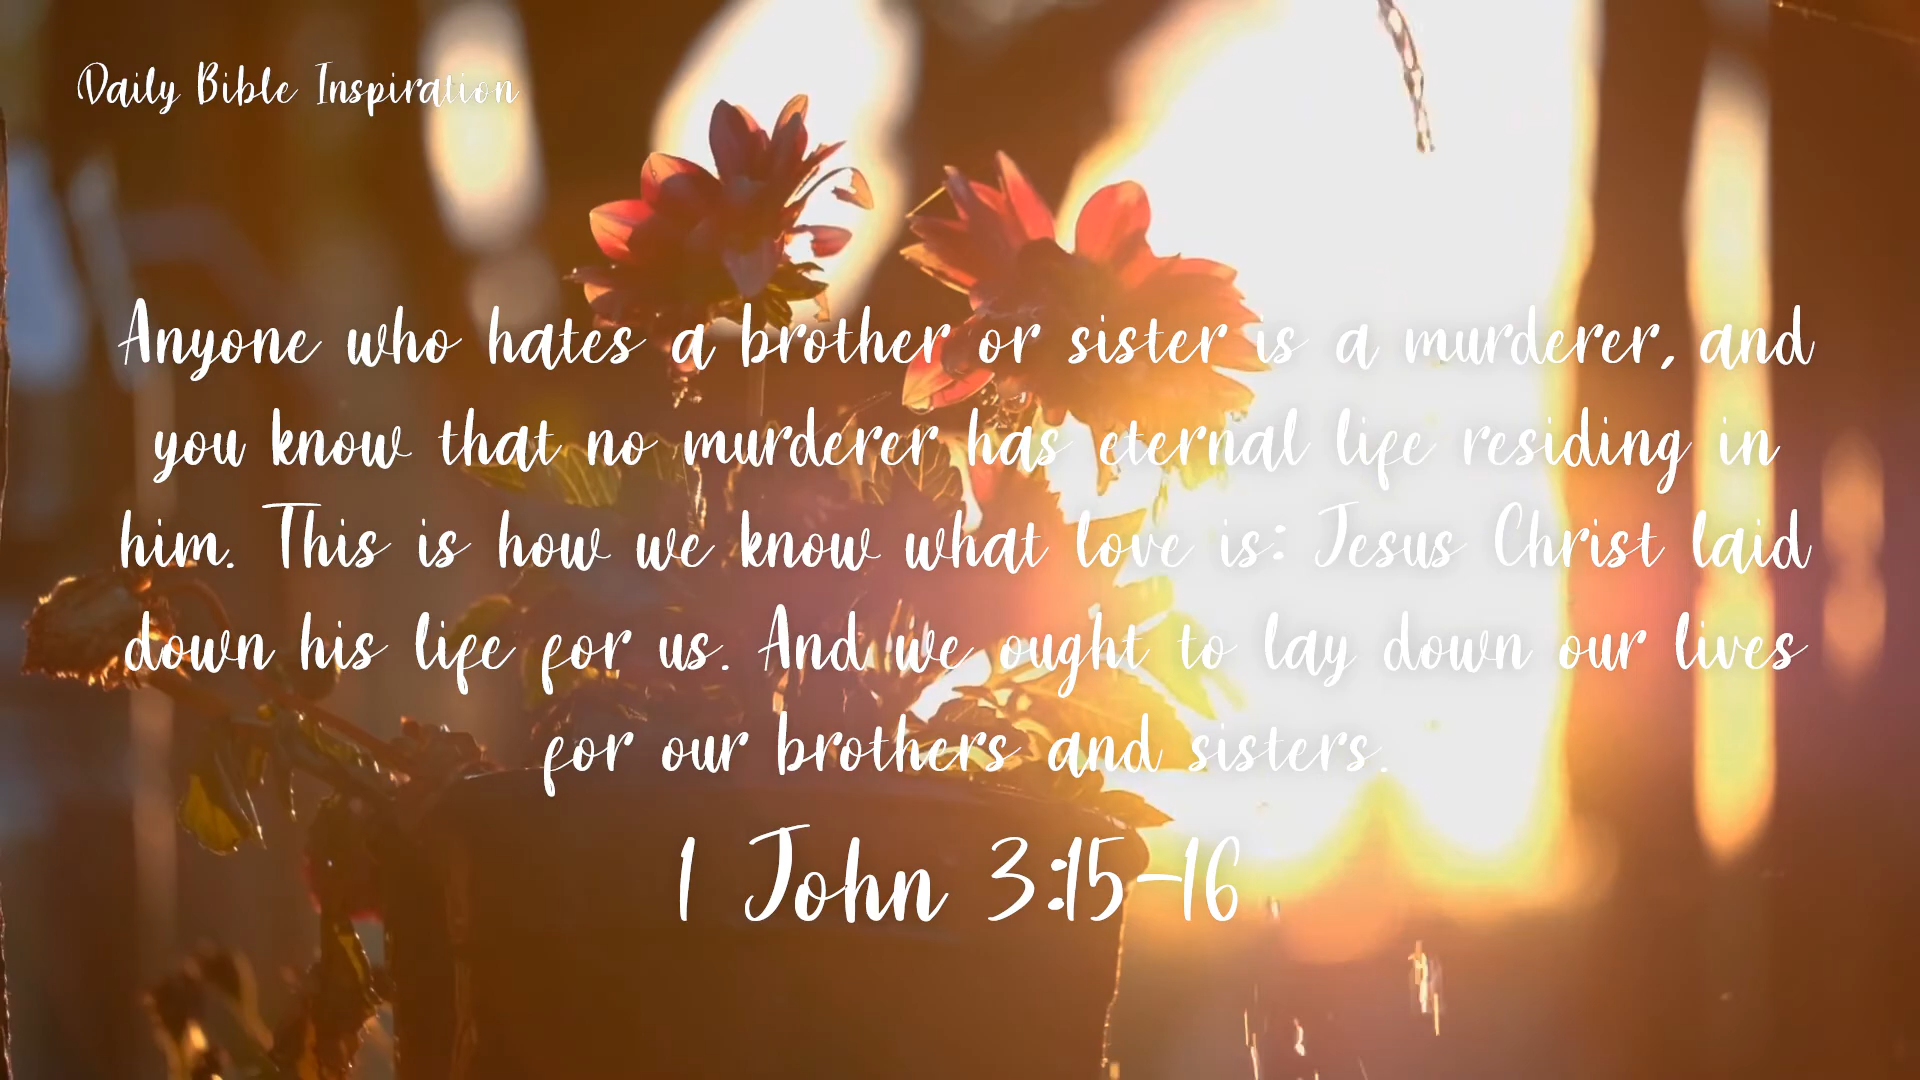 Daily Bible Inspiration
Anyone who hates a brother or sister is a murderer, and
you know that no murderer has eternal life residing in
him. This is how we know what love is: Jesus Christ laid
down his life for us. And we ought to lay down our lives
for our brothers and sisters.
1 John 3:15-16